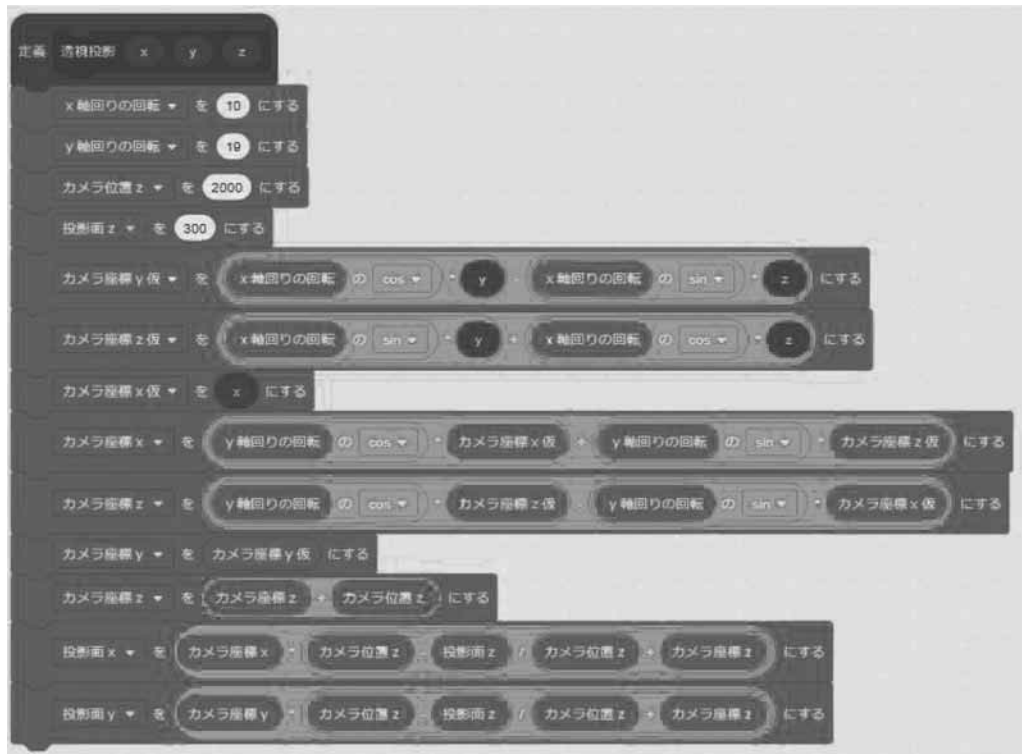 定義 透視投影 x y z
x軸回りの回転 を 10 にする
y軸回りの回転 を 19 にする
カメラ位置z を 2000 にする
投影面z を 300 にする
カメラ座標y仮 を x軸回りの回転 の cos * y - x軸回りの回転 の sin * z にする
カメラ座標z仮 を x軸回りの回転 の sin * y + x軸回りの回転 の cos * z にする
カメラ座標x仮 を x にする
カメラ座標x を y軸回りの回転 の cos * カメラ座標x仮 + y軸回りの回転 の sin * カメラ座標z仮 にする
カメラ座標z を y軸回りの回転 の cos * カメラ座標z仮 - y軸回りの回転 の sin * カメラ座標x仮 にする
カメラ座標y を カメラ座標y仮 にする
カメラ座標z を カメラ座標z + カメラ位置z にする
投影面x を カメラ座標x * カメラ位置z - 投影面z / カメラ位置z + カメラ座標z にする
投影面y を カメラ座標y * カメラ位置z - 投影面z / カメラ位置z + カメラ座標z にする